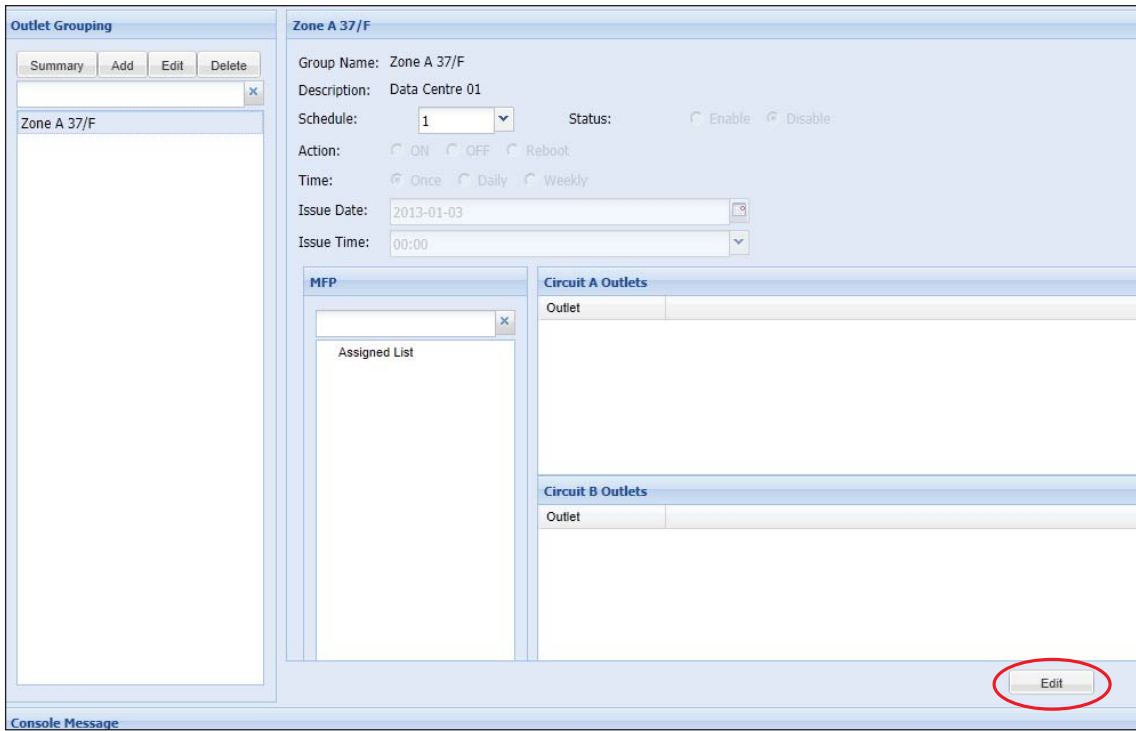 Outlet Grouping
Summary Add Edit Delete
Zone A 37/F
Zone A 37/F
Group Name: Zone A 37/F
Description: Data Centre 01
Schedule: 1 Status: Enable Disable
Action: ON OFF Reboot
Time: Once Daily Weekly
Issue Date: 2013-01-03
Issue Time: 00:00
MFP
Assigned List
Circuit A Outlets
Outlet
Circuit B Outlets
Outlet
Edit
Console Message